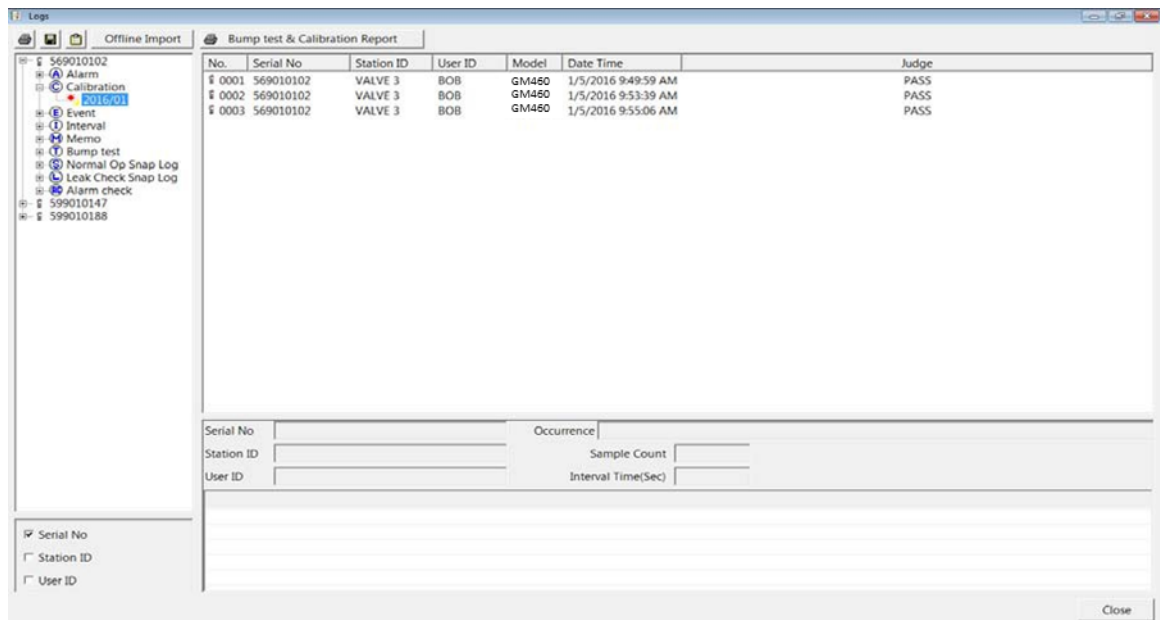 Logs
Offline Import Bump test & Calibration Report
569010102
A Alarm
C Calibration
2016/01
E Event
I Interval
M Memo
T Bump test
S Normal Op Snap Log
L Leak Check Snap Log
Alarm check
599010147
599010188
No. Serial No Station ID User ID Model Date Time Judge
0001 569010102 VALVE 3 BOB GM460 1/5/2016 9:49:59 AM PASS
0002 569010102 VALVE 3 BOB GM460 1/5/2016 9:53:39 AM PASS
0003 569010102 VALVE 3 BOB GM460 1/5/2016 9:55:06 AM PASS
Serial No Occurrence
Station ID Sample Count
User ID Interval Time(Sec)
Serial No
Station ID
User ID
Close